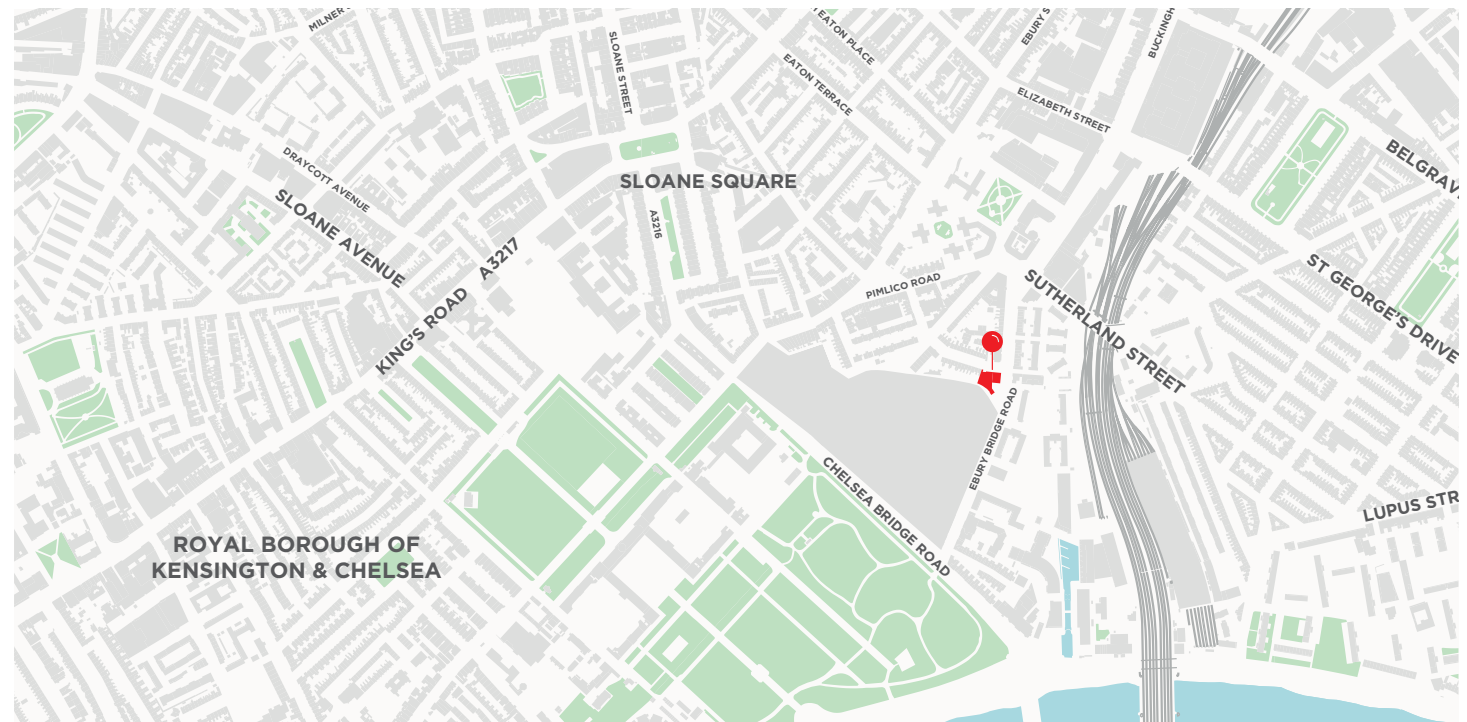 MILNER
SLOANE STREET
EATON PLACE
EATON TERRACE
EBURY S
BUCKINGH
ELIZABETH STREET
BELGRAV
DRAYCOTT AVENUE
SLOANE AVENUE
SLOANE SQUARE
A3216
KING'S ROAD A3217
PIMLICO ROAD
SUTHERLAND STREET
ST GEORGE'S DRIVE
EBURY BRIDGE ROAD
CHELSEA BRIDGE ROAD
LUPUS STR
ROYAL BOROUGH OF
KENSINGTON & CHELSEA